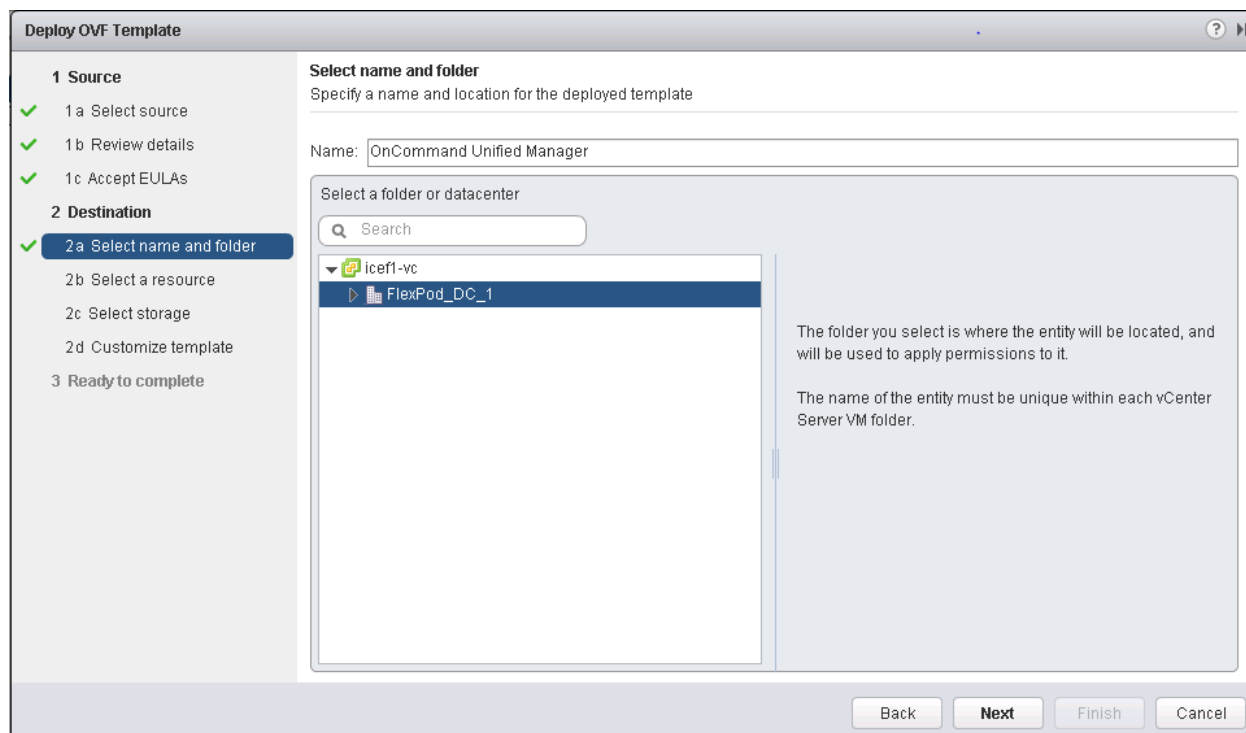 Deploy OVF Template
?
1 Source
1a Select source
1b Review details
1c Accept EULAs
2 Destination
2a Select name and folder
2b Select a resource
2c Select storage
2d Customize template
3 Ready to complete
Select name and folder
Specify a name and location for the deployed template
Name: OnCommand Unified Manager
Select a folder or datacenter
Search
icef1-vc
FlexPod_DC_1
The folder you select is where the entity will be located, and
will be used to apply permissions to it.
The name of the entity must be unique within each vCenter
Server VM folder.
Back Next Finish Cancel